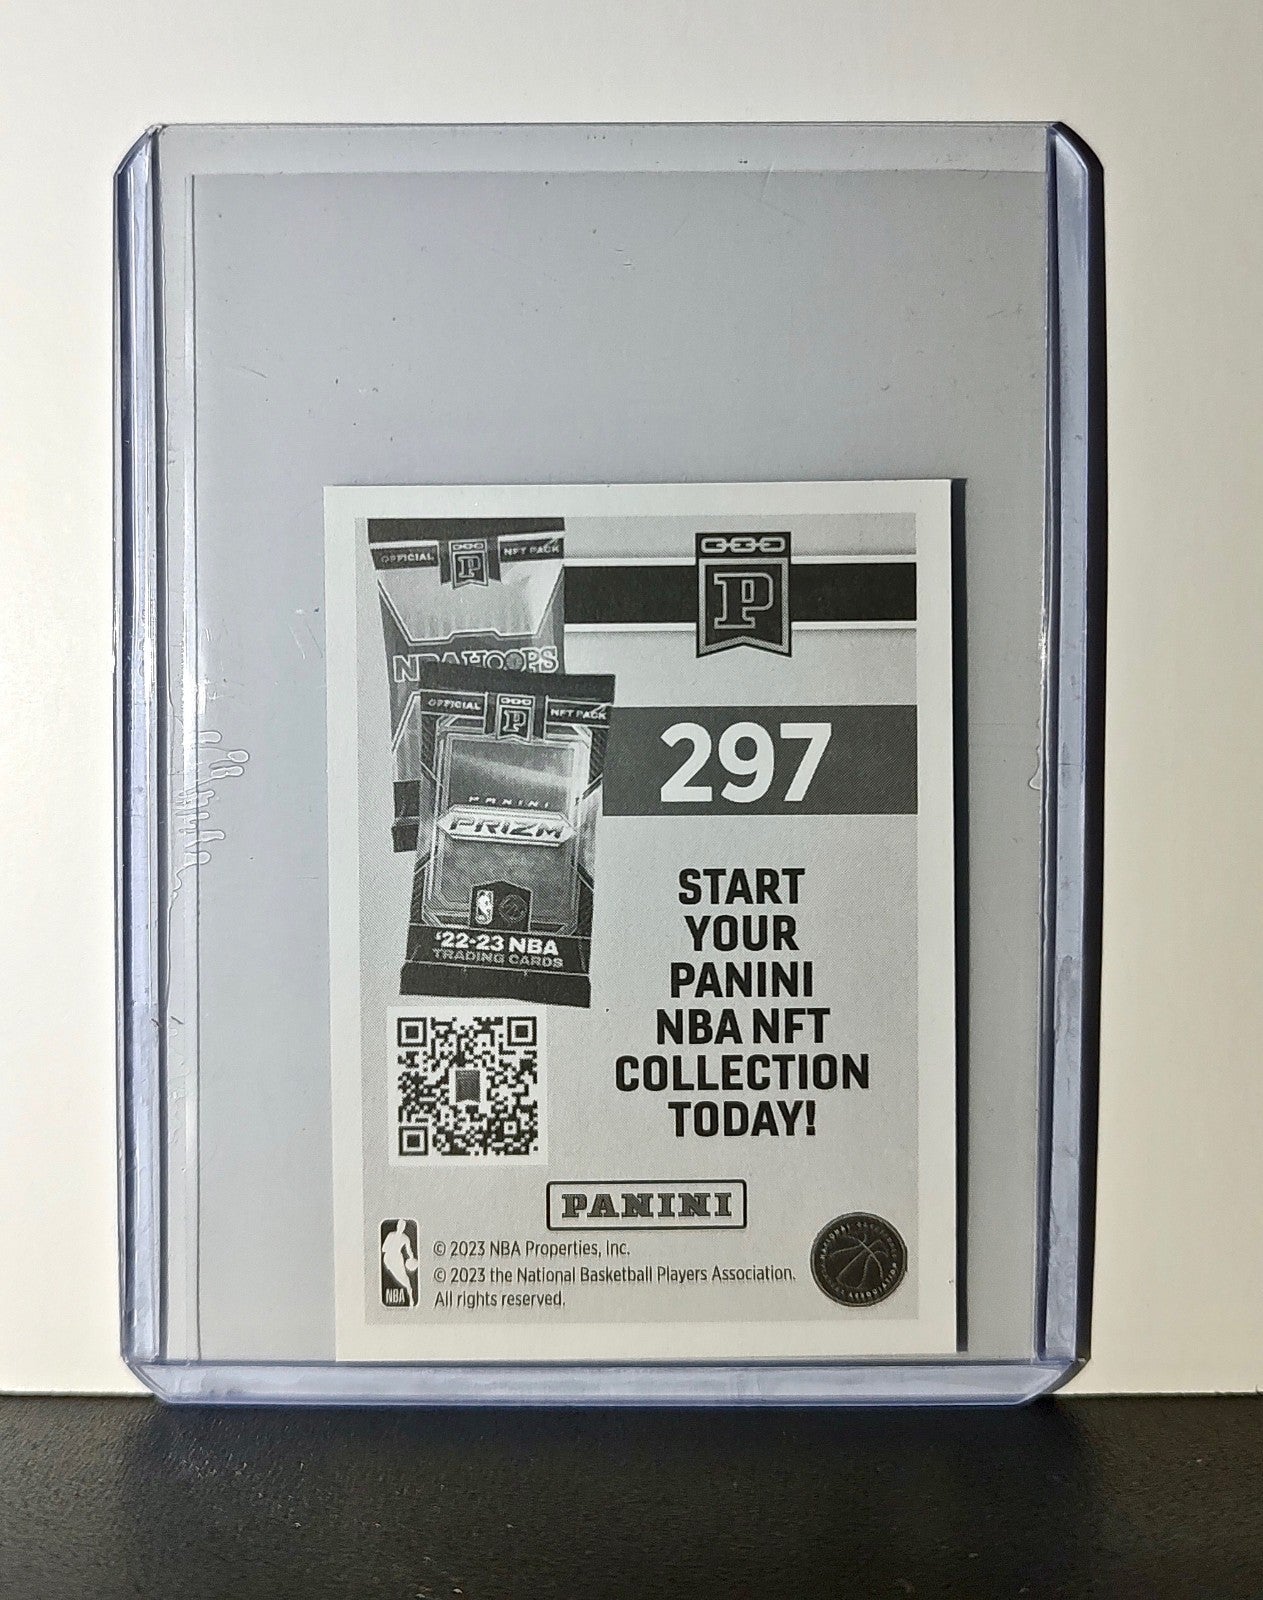 OFFICIAL P NFT PACK
NBA HOOPS
OFFICIAL P NFT PACK
PANINI
PRIZM
'22-23 NBA
TRADING CARDS
P
297
START
YOUR
PANINI
NBA NFT
COLLECTION
TODAY!
PANINI
NBA
© 2023 NBA Properties, Inc.
© 2023 the National Basketball Players Association.
All rights reserved.